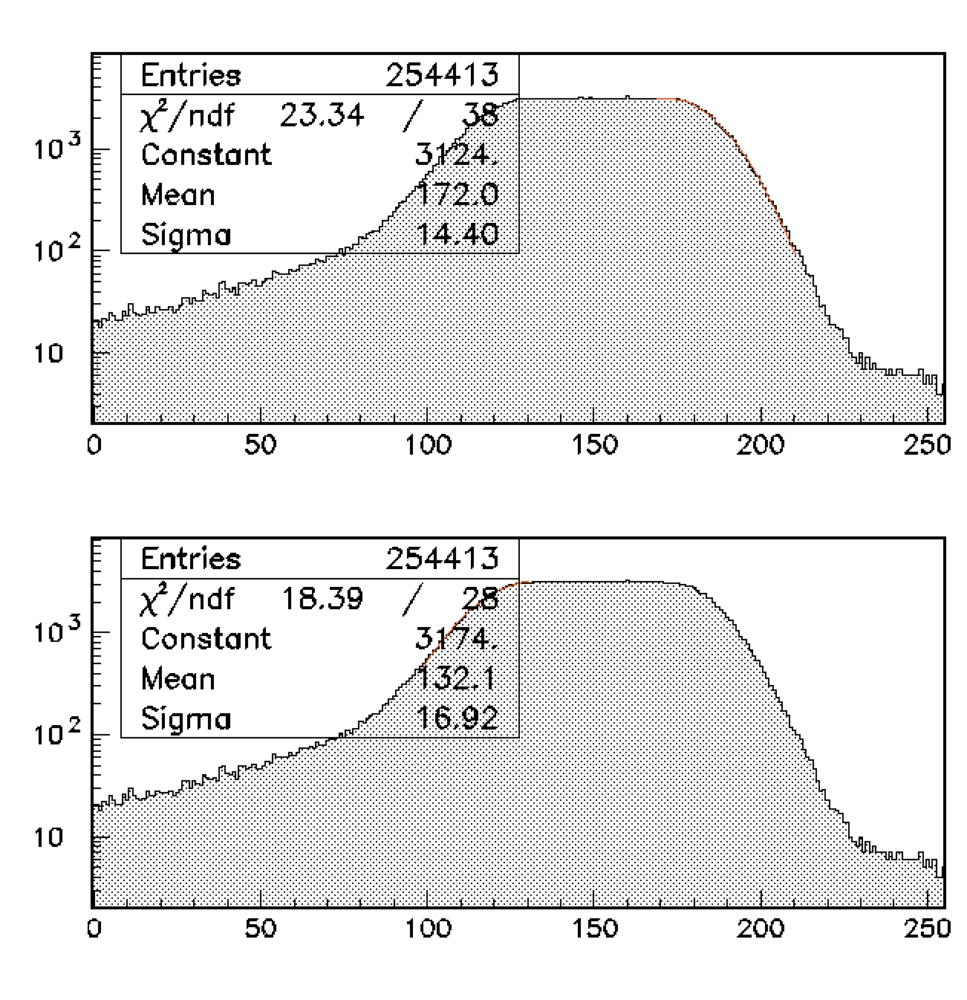 Entries 254413
χ²/ndf 23.34 / 38
Constant 3124.
Mean 172.0
Sigma 14.40
10³
10²
10
0 50 100 150 200 250
Entries 254413
χ²/ndf 18.39 / 28
Constant 3174.
Mean 132.1
Sigma 16.92
10³
10²
10
0 50 100 150 200 250